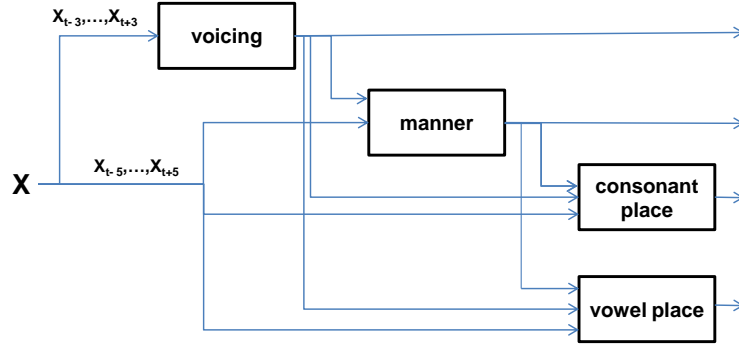 X_{t-3},...,X_{t+3}
voicing
manner
X_{t-5},...,X_{t+5}
X
consonant
place
vowel place